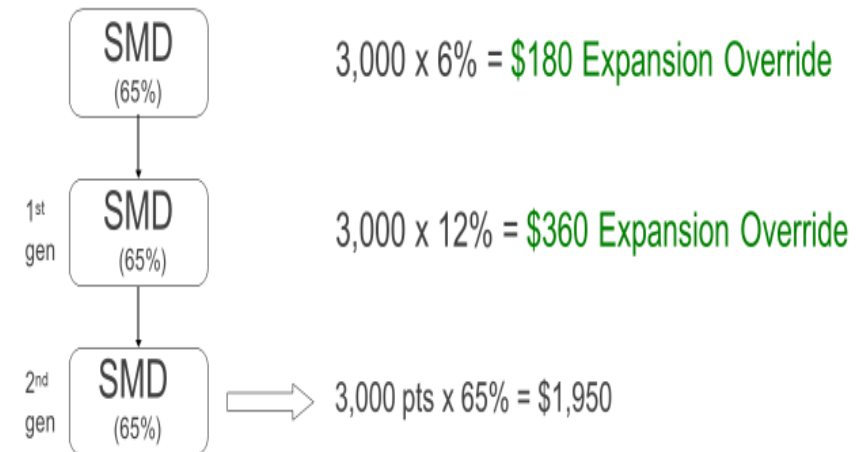 SMD
(65%)
3,000 x 6% = $180 Expansion Override
1st
gen
SMD
(65%)
3,000 x 12% = $360 Expansion Override
2nd
gen
SMD
(65%)
3,000 pts x 65% = $1,950